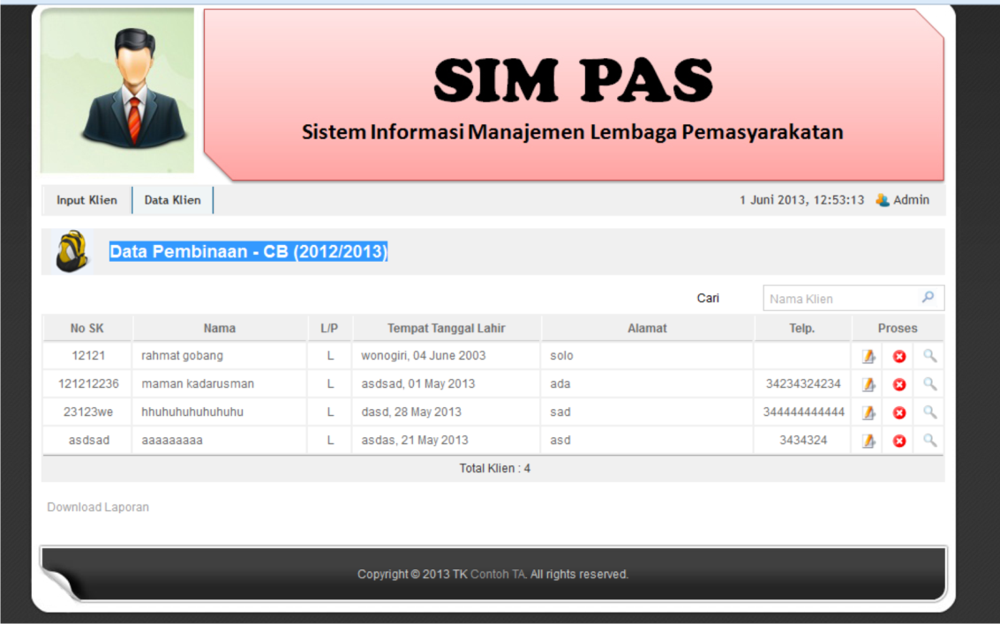 SIM PAS
Sistem Informasi Manajemen Lembaga Pemasyarakatan
Input Klien Data Klien 1 Juni 2013, 12:53:13 Admin
Data Pembinaan - CB (2012/2013)
Cari Nama Klien
No SK Nama L/P Tempat Tanggal Lahir Alamat Telp. Proses
12121 rahmat gobang L wonogiri, 04 June 2003 solo
121212236 maman kadarusman L asdsad, 01 May 2013 ada 34234324234
23123we hhuhuhuhuhuhuhu L dasd, 28 May 2013 sad 344444444444
asdsad aaaaaaaaa L asdas, 21 May 2013 asd 3434324
Total Klien : 4
Download Laporan
Copyright © 2013 TK Contoh TA. All rights reserved.